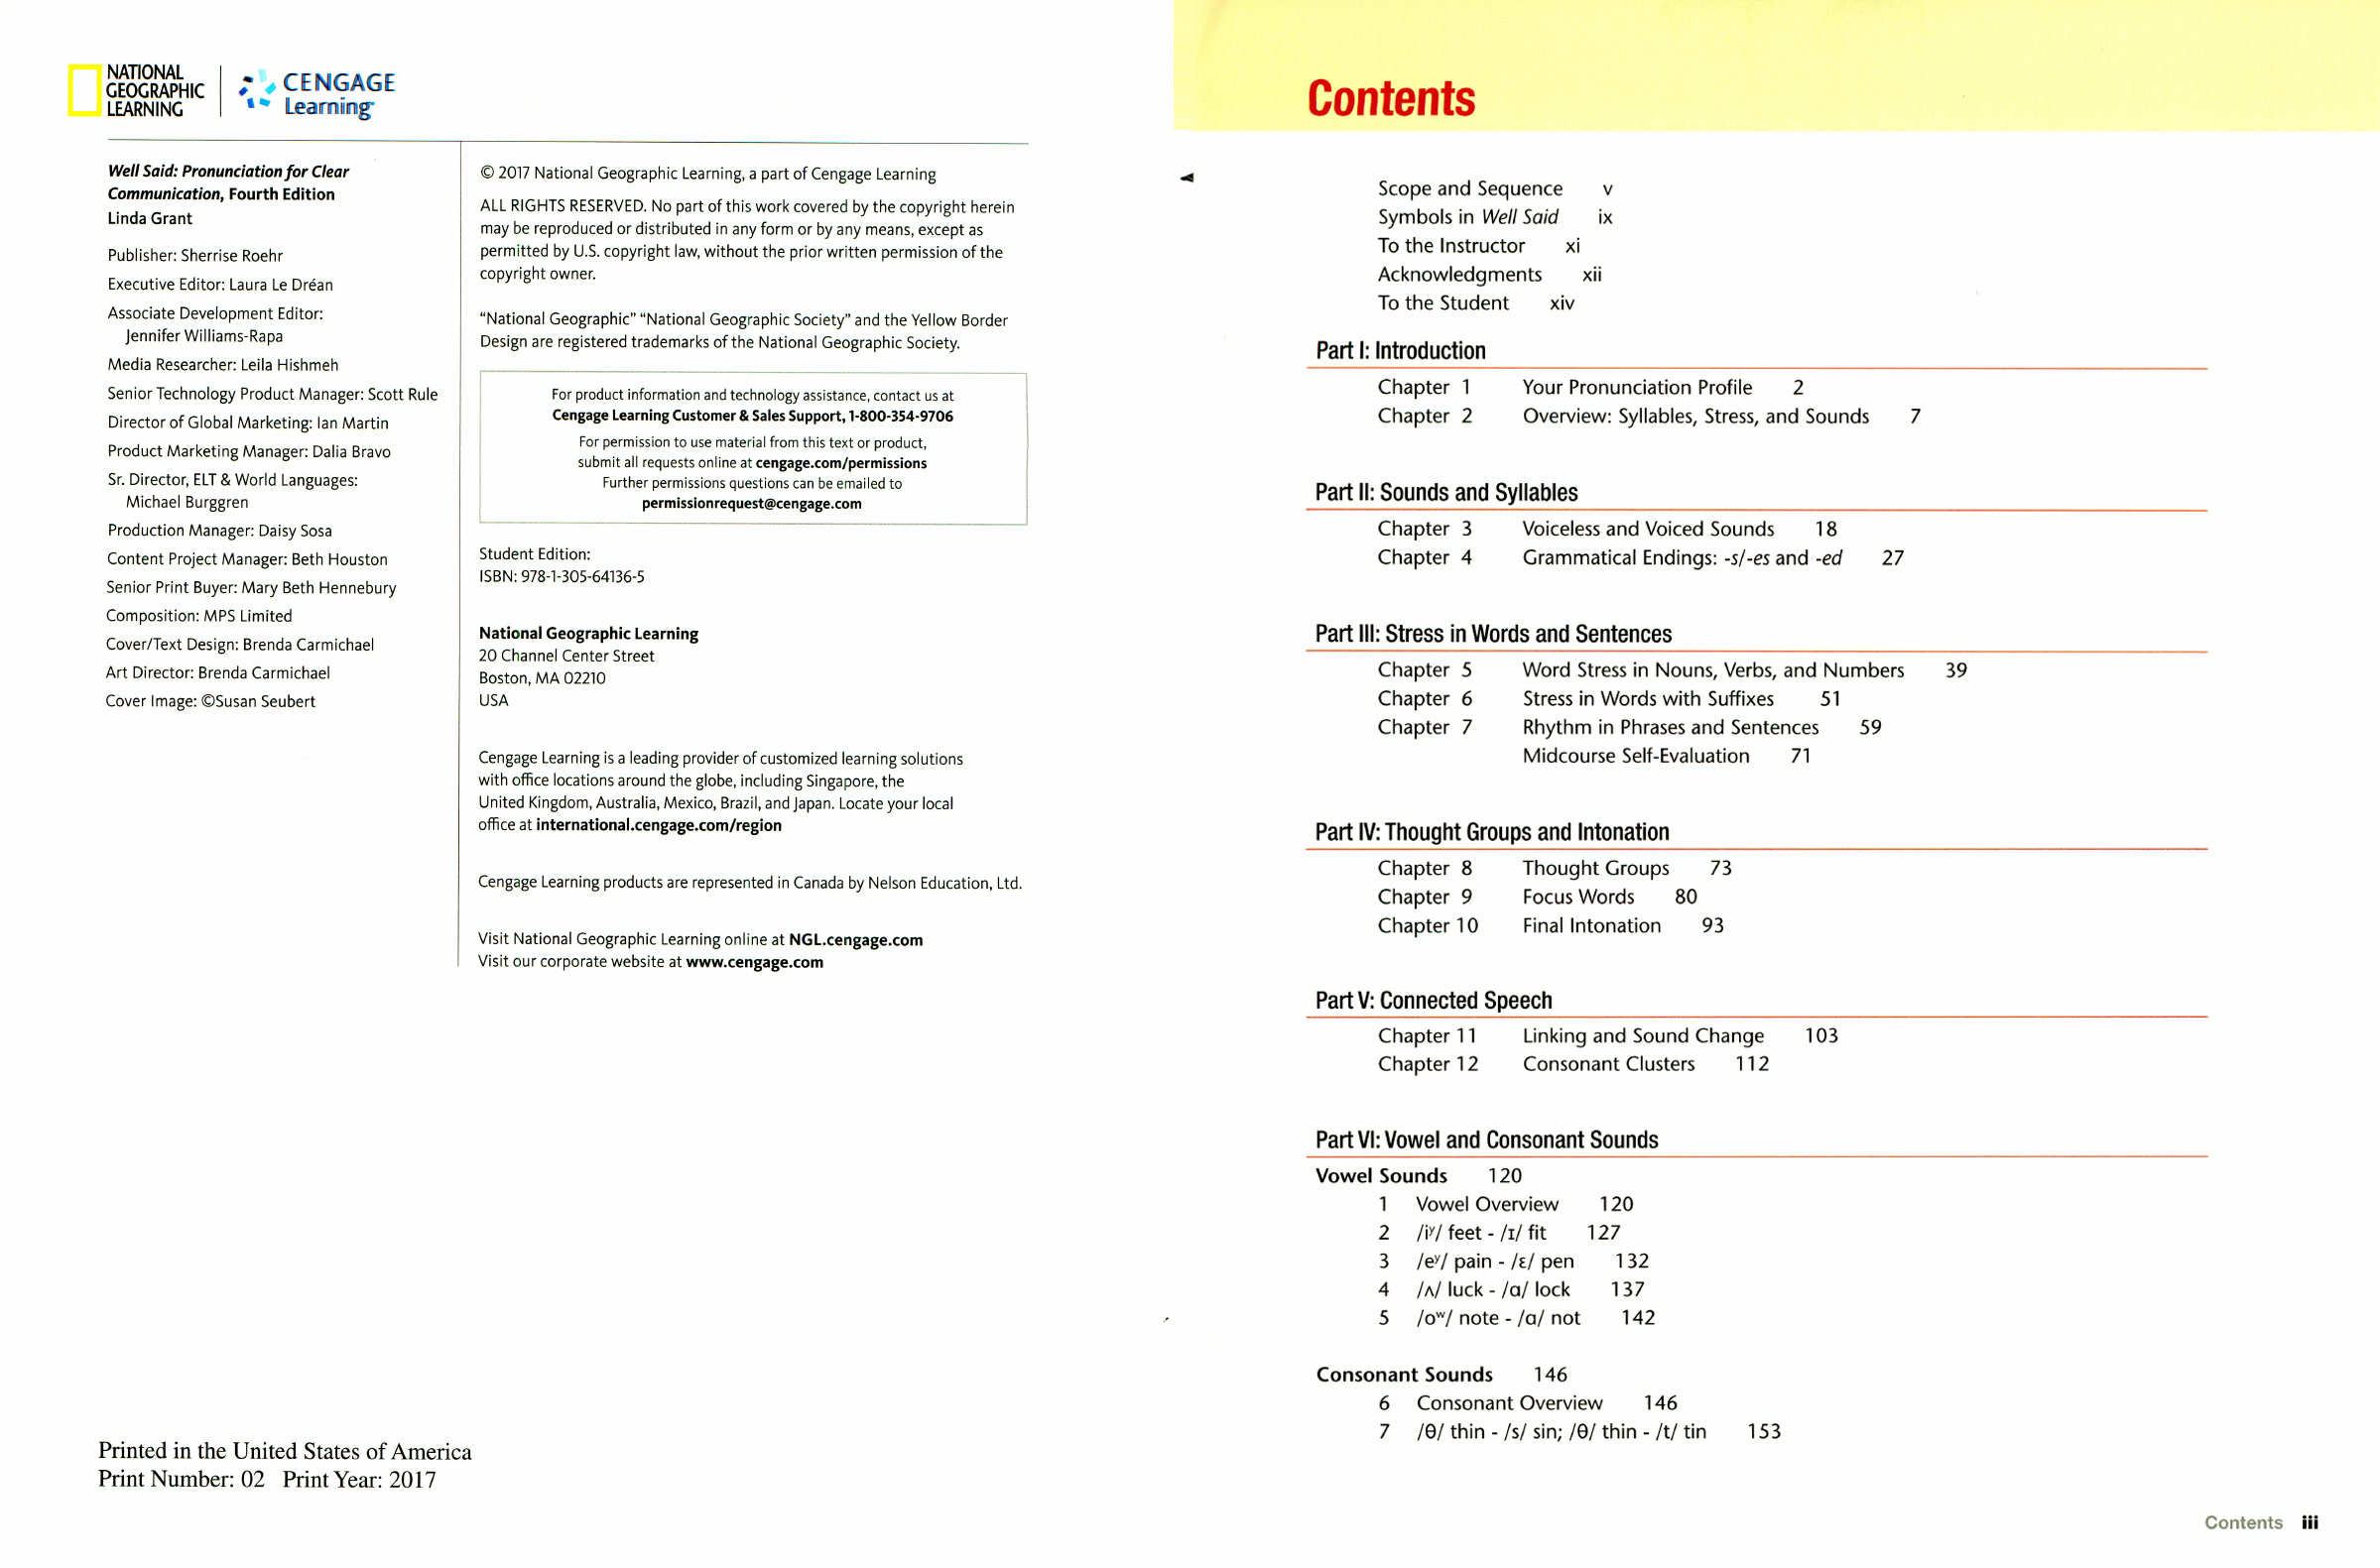 NATIONAL
GEOGRAPHIC
LEARNING
CENGAGE
Learning™
Well Said: Pronunciation for Clear
Communication, Fourth Edition
Linda Grant
Publisher: Sherrise Roehr
Executive Editor: Laura Le Dréan
Associate Development Editor:
Jennifer Williams-Rapa
Media Researcher: Leila Hishmeh
Senior Technology Product Manager: Scott Rule
Director of Global Marketing: Ian Martin
Product Marketing Manager: Dalia Bravo
Sr. Director, ELT & World Languages:
Michael Burggren
Production Manager: Daisy Sosa
Content Project Manager: Beth Houston
Senior Print Buyer: Mary Beth Hennebury
Composition: MPS Limited
Cover/Text Design: Brenda Carmichael
Art Director: Brenda Carmichael
Cover Image: ©Susan Seubert
© 2017 National Geographic Learning, a part of Cengage Learning
ALL RIGHTS RESERVED. No part of this work covered by the copyright herein
may be reproduced or distributed in any form or by any means, except as
permitted by U.S. copyright law, without the prior written permission of the
copyright owner.
“National Geographic” “National Geographic Society” and the Yellow Border
Design are registered trademarks of the National Geographic Society.
For product information and technology assistance, contact us at
Cengage Learning Customer & Sales Support, 1-800-354-9706
For permission to use material from this text or product,
submit all requests online at cengage.com/permissions
Further permissions questions can be emailed to
permissionrequest@cengage.com
Student Edition:
ISBN: 978-1-305-64136-5
National Geographic Learning
20 Channel Center Street
Boston, MA 02210
USA
Cengage Learning is a leading provider of customized learning solutions
with office locations around the globe, including Singapore, the
United Kingdom, Australia, Mexico, Brazil, and Japan. Locate your local
office at international.cengage.com/region
Cengage Learning products are represented in Canada by Nelson Education, Ltd.
Visit National Geographic Learning online at NGL.cengage.com
Visit our corporate website at www.cengage.com
Printed in the United States of America
Print Number: 02 Print Year: 2017
Contents
Scope and Sequence v
Symbols in Well Said ix
To the Instructor xi
Acknowledgments xii
To the Student xiv
Part I: Introduction
Chapter 1 Your Pronunciation Profile 2
Chapter 2 Overview: Syllables, Stress, and Sounds 7
Part II: Sounds and Syllables
Chapter 3 Voiceless and Voiced Sounds 18
Chapter 4 Grammatical Endings: -s/-es and -ed 27
Part III: Stress in Words and Sentences
Chapter 5 Word Stress in Nouns, Verbs, and Numbers 39
Chapter 6 Stress in Words with Suffixes 51
Chapter 7 Rhythm in Phrases and Sentences 59
Midcourse Self-Evaluation 71
Part IV: Thought Groups and Intonation
Chapter 8 Thought Groups 73
Chapter 9 Focus Words 80
Chapter 10 Final Intonation 93
Part V: Connected Speech
Chapter 11 Linking and Sound Change 103
Chapter 12 Consonant Clusters 112
Part VI: Vowel and Consonant Sounds
Vowel Sounds 120
1 Vowel Overview 120
2 /iʸ/ feet - /ɪ/ fit 127
3 /eʸ/ pain - /ɛ/ pen 132
4 /ʌ/ luck - /ɑ/ lock 137
5 /oʷ/ note - /ɑ/ not 142
Consonant Sounds 146
6 Consonant Overview 146
7 /θ/ thin - /s/ sin; /θ/ thin - /t/ tin 153
Contents iii